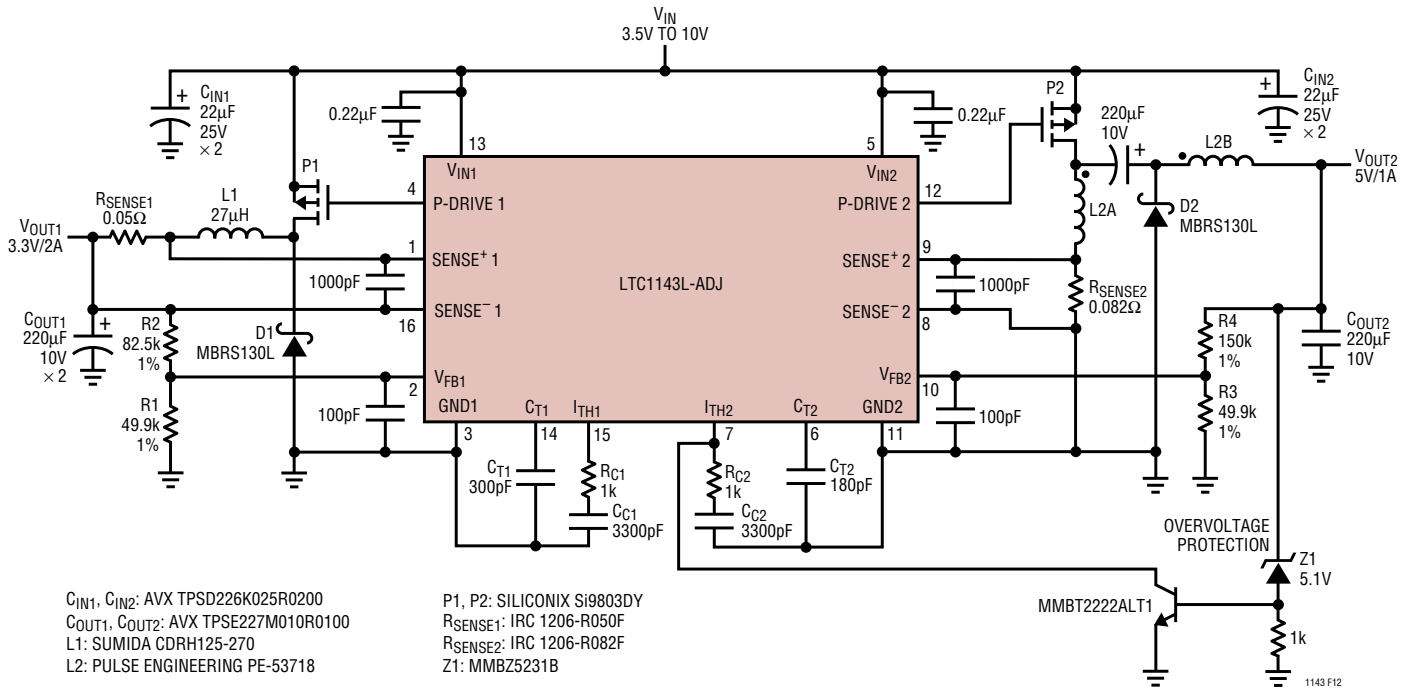 VIN
3.5V TO 10V
CIN1
22µF
25V
× 2
+
0.22µF
13
5
0.22µF
P2
220µF
10V
+
L2B
+
CIN2
22µF
25V
× 2
VOUT2
5V/1A
P1
VIN1
VIN2
4
P-DRIVE 1
P-DRIVE 2
12
L2A
D2
MBRS130L
RSENSE1
0.05Ω
L1
27µH
VOUT1
3.3V/2A
1
SENSE+ 1
SENSE+ 2
9
1000pF
LTC1143L-ADJ
1000pF
RSENSE2
0.082Ω
SENSE– 1
16
SENSE– 2
8
COUT1
220µF
10V
× 2
+
R2
82.5k
1%
D1
MBRS130L
R4
150k
1%
COUT2
220µF
10V
VFB1
2
VFB2
10
R1
49.9k
1%
100pF
GND1
CT1
ITH1
ITH2
CT2
GND2
100pF
R3
49.9k
1%
3
14
15
7
6
11
CT1
300pF
RC1
1k
CC1
3300pF
RC2
1k
CC2
3300pF
CT2
180pF
OVERVOLTAGE
PROTECTION
Z1
5.1V
MMBT2222ALT1
1k
CIN1, CIN2: AVX TPSD226K025R0200
COUT1, COUT2: AVX TPSE227M010R0100
L1: SUMIDA CDRH125-270
L2: PULSE ENGINEERING PE-53718
P1, P2: SILICONIX Si9803DY
RSENSE1: IRC 1206-R050F
RSENSE2: IRC 1206-R082F
Z1: MMBZ5231B
1143 F12